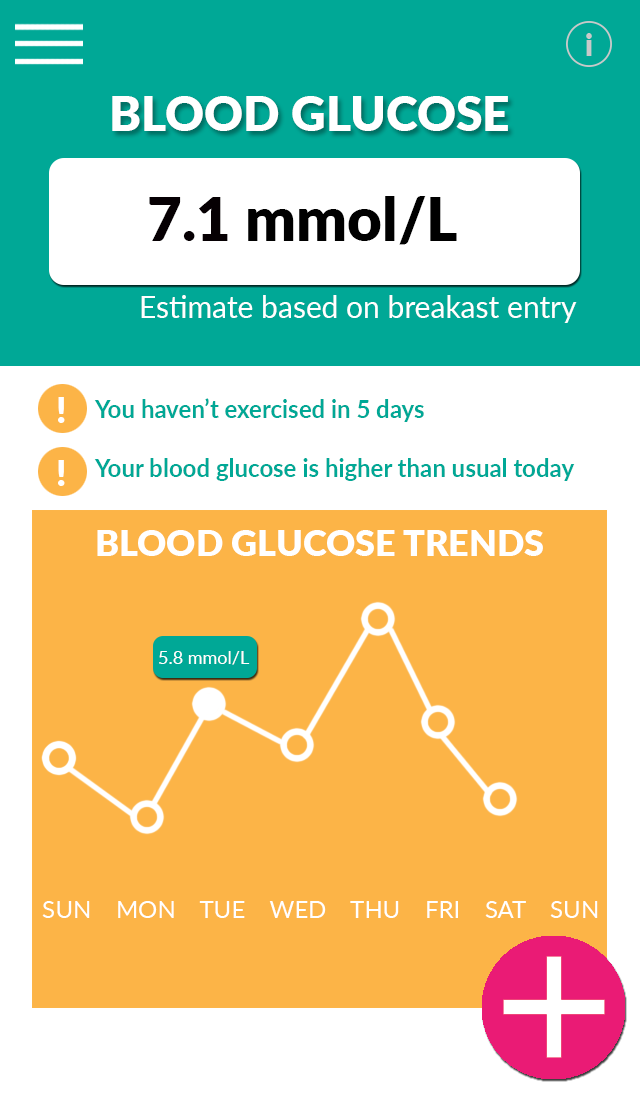 i
BLOOD GLUCOSE
7.1 mmol/L
Estimate based on breakast entry
! You haven’t exercised in 5 days
! Your blood glucose is higher than usual today
BLOOD GLUCOSE TRENDS
5.8 mmol/L
SUN MON TUE WED THU FRI SAT SUN